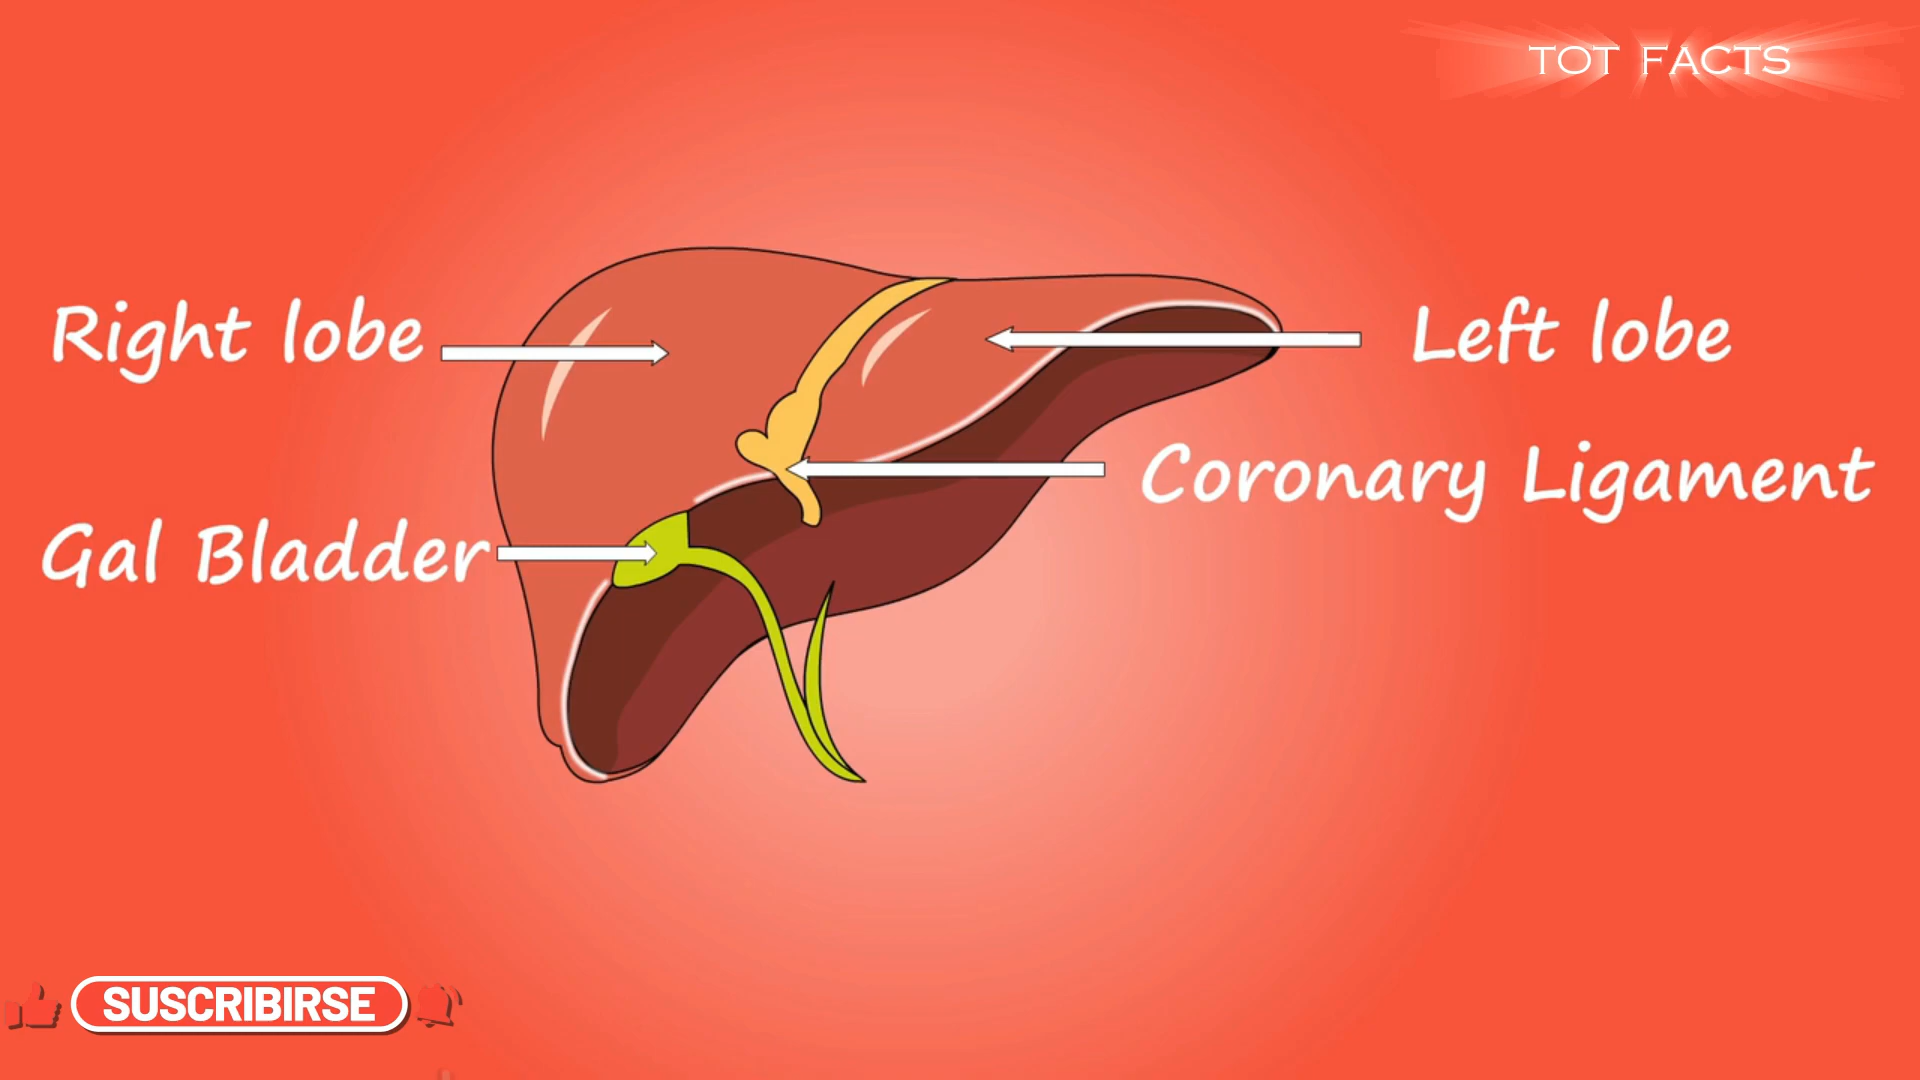 TOT FACTS
Right lobe
Left lobe
Coronary Ligament
Gal Bladder
SUSCRIBIRSE